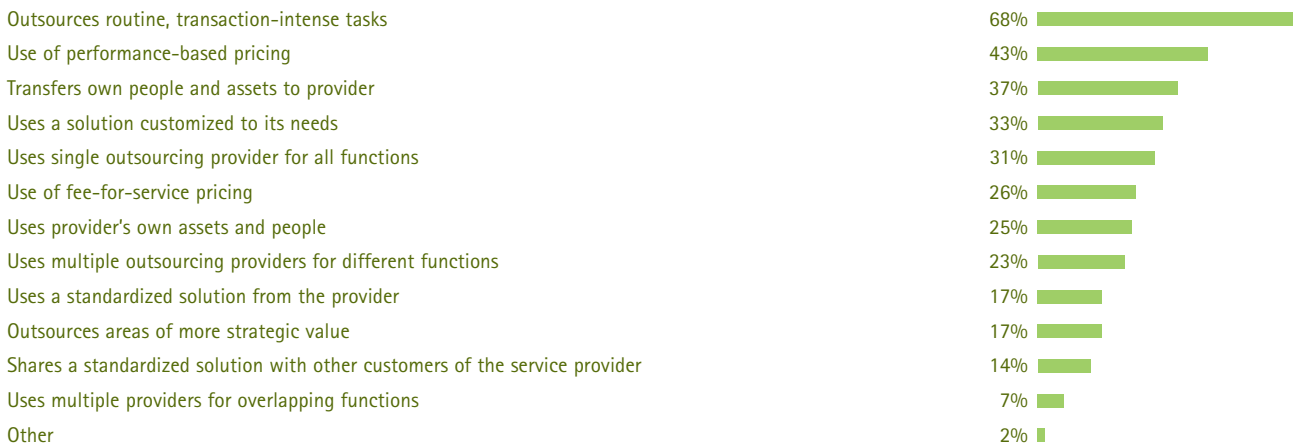 Outsources routine, transaction-intense tasks 68%
Use of performance-based pricing 43%
Transfers own people and assets to provider 37%
Uses a solution customized to its needs 33%
Uses single outsourcing provider for all functions 31%
Use of fee-for-service pricing 26%
Uses provider's own assets and people 25%
Uses multiple outsourcing providers for different functions 23%
Uses a standardized solution from the provider 17%
Outsources areas of more strategic value 17%
Shares a standardized solution with other customers of the service provider 14%
Uses multiple providers for overlapping functions 7%
Other 2%